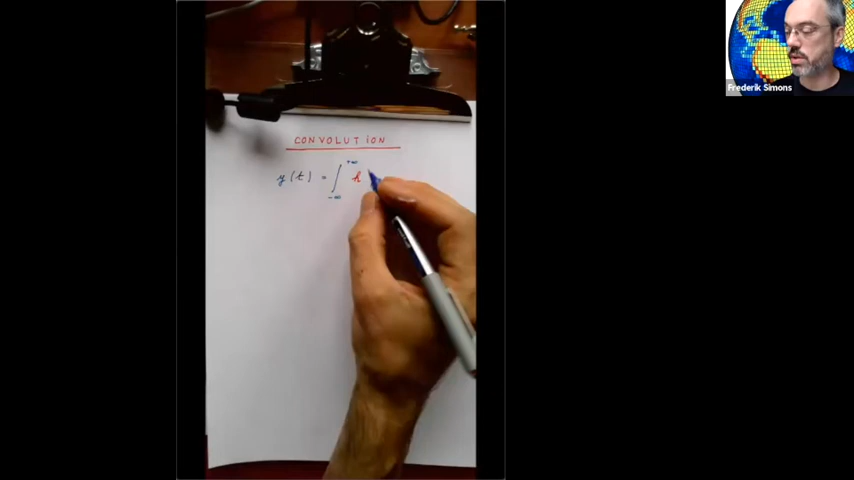 CONVOLUTION
y(t) = ∫_{-∞}^{+∞} h
Frederik Simons